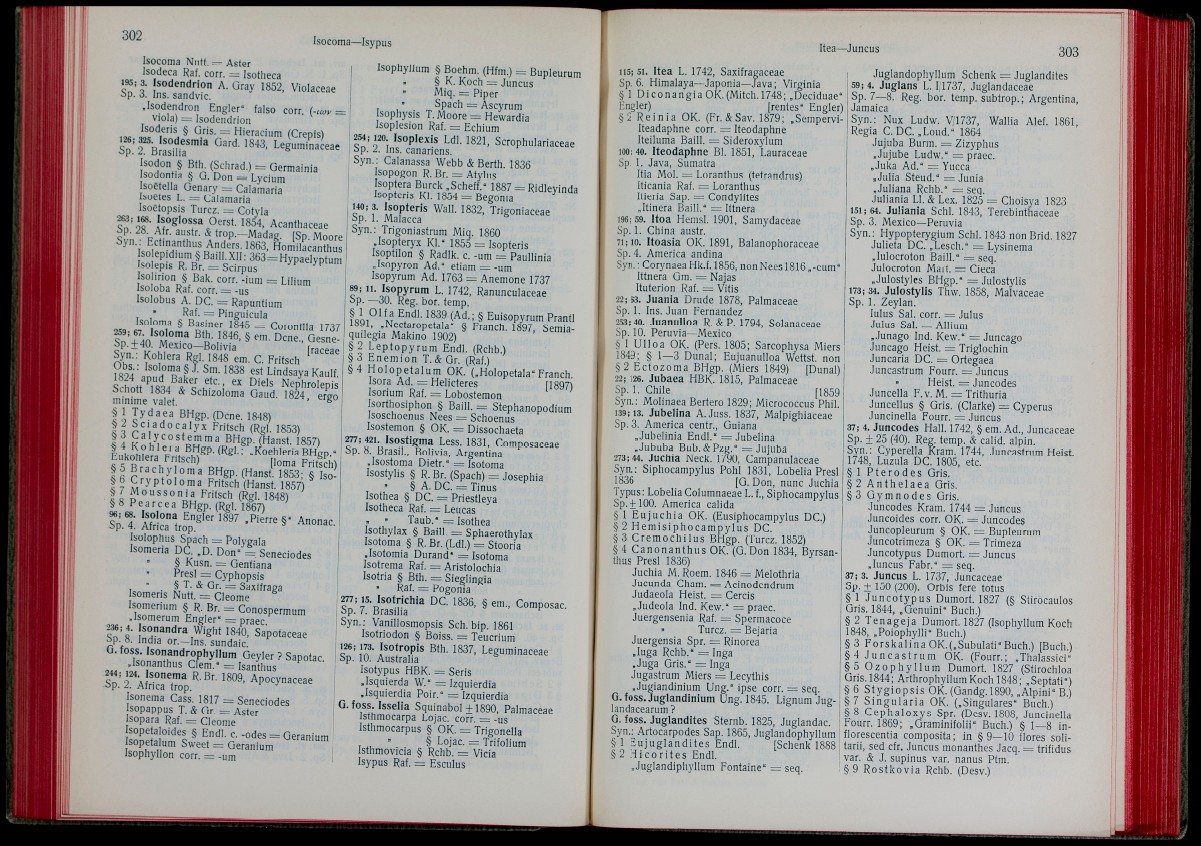 302
Isocoma—Isypus
Isocoma Nutt. = Aster
Isodeca Raf. corr. = Isotheca
195; 3. Isodendrion A. Gray 1852, Violaceae
Sp. 3. Ins. sandvic.
„Isodendron Engler“ falso corr. (-ιων =
viola) = Isodendrion
Isoderis § Gris. = Hieracium (Crepis)
126; 325. Isodesmia Gard. 1843, Leguminaceae
Sp. 2. Brasilia
Isodon § Bth. (Schrad.) = Germainia
Isodontia § G. Don = Lycium
Isoëtella Genary = Calamaria
Isoëtes L. = Calamaria
Isoëtopsis Turcz. = Cotyla
263; 168. Isoglossa Oerst. 1854, Acanthaceae
Sp. 28. Afr. austr. & trop.—Madag. [Sp. Moore
Syn.: Ectinanthus Anders. 1863, Homilacanthus
Isolepidium § Baill. XII: 363 = Hypaelyptum
Isolepis R. Br. = Scirpus
Isolirion § Bak. corr. -ium = Lilium
Isoloba Raf. corr. = -us
Isolobus A. DC. = Rapuntium
„ Raf. = Pinguicula
Isoloma § Basiner 1845 = Corontlla 1737
259; 67. Isoloma Bth. 1846, § em. Dcne., Gesne-
Sp. ± 40. Mexico—Bolivia [raceae
Syn.: Kohlera Rgl. 1848 em. C. Fritsch
Obs.: Isoloma § J. Sm. 1838 est Lindsaya Kaulf.
1824 apud Baker etc., ex Diels Nephrolepis
Schott 1834 & Schizoloma Gaud. 1824, ergo
minime valet.
§ 1 Tydaea BHgp. (Dcne. 1848)
§ 2 Sciadocalyx Fritsch (Rgl. 1853)
§ 3 Calycostemma BHgp. (Hanst. 1857)
§ 4 Kohlera BHgp. (Rgl.: „Koehleria BHgp.“
Eukohlera Fritsch) [loma Fritsch)
§ 5 Brachyloma BHgp. (Hanst. 1853; § Iso-
§ 6 Cryptoloma Fritsch (Hanst. 1857)
§ 7 Moussonia Fritsch (Rgl. 1848)
§ 8 Pearcea BHgp. (Rgl. 1867)
96; 68. Isolona Engler 1897 „Pierre §“ Anonac.
Sp. 4. Africa trop.
Isolophus Spach = Polygala
Isomeria DC. „D. Don“ = Seneciodes
„ § Kusn. = Gentiana
„ Presl = Cyphopsis
„ § T. & Gr. = Saxifraga
Isomeris Nutt. = Cleome
Isomerium § R. Br. = Conospermum
„Isomerum Engler“ = praec.
236; 4. Isonandra Wight 1840, Sapotaceae
Sp. 8. India or.—Ins. sundaic.
G. foss. Isonandrophyllum Geyler ? Sapotac.
„Isonanthus Clem.“ = Isanthus
244; 124. Isonema R. Br. 1809, Apocynaceae
Sp. 2. Africa trop.
Isonema Cass. 1817 = Seneciodes
Isopappus T. & Gr. = Aster
Isopara Raf. = Cleome
Isopetaloides § Endl. c. -odes = Geranium
Isopetalum Sweet = Geranium
Isophyllon corr. = -um
Isophyllum § Boehm. (Hfm.) = Bupleurum
„ § K. Koch = Juncus
„ Miq. = Piper
„ Spach = Ascyrum
Isophysis T. Moore = Hewardia
Isoplesion Raf. = Echium
254; 120. Isoplexis Ldl. 1821, Scrophulariaceae
Sp. 2. Ins. canariens.
Syn.: Calanassa Webb & Berth. 1836
Isopogon R. Br. = Atylus
Isoptera Burck „Scheff.“ 1887 = Ridleyinda
Isopteris Kl. 1854 = Begonia
140; 3. Isopteris Wall. 1832, Trigoniaceae
Sp. 1. Malacca
Syn.: Trigoniastrum Miq. 1860
„Isopteryx Kl.“ 1855 = Isopteris
Isoptilon § Radlk. c. -um = Paullinia
„Isopyron Ad.“ etiam = -um
Isopyrum Ad. 1763 = Anemone 1737
89; 11. Isopyrum L. 1742, Ranunculaceae
Sp. —30. Reg. bor. temp.
§ 1 Olfa Endl. 1839 (Ad.; § Euisopyrum Prantl
1891, „Nectaropetala“ § Franch. 1897, Semia-
quilegia Makino 1902)
§ 2 Leptopyrum Endl. (Rchb.)
§ 3 Enemion T. & Gr. (Raf.)
§ 4 Holopetalum OK. („Holopetala“ Franch.
Isora Ad. = Helicteres [1897)
Isorium Raf. = Lobostemon
Isorthosiphon § Baill. = Stephanopodium
Isoschoenus Nees = Schoenus
Isostemon § OK. = Dissochaeta
277; 421. Isostigma Less. 1831, Composaceae
Sp. 8. Brasil., Bolivia, Argentina
„Isostoma Dietr.“ = Isotoma
Isostylis § R. Br. (Spach) = Josephia
„ § A. DC. = Tinus
Isothea § DC. = Priestleya
Isotheca Raf. = Leucas
„ „ Taub.“ = Isothea
Isothylax § Baill. = Sphaerothylax
Isotoma § R. Br. (Ldl.) = Stooria
„Isotomia Durand“ = Isotoma
Isotrema Raf. = Aristolochia
Isotria § Bth. = Sieglingia
„ Raf. = Pogonia
277; 15. Isotrichia DC. 1836, § em., Composac.
Sp. 7. Brasilia
Syn.: Vanillosmopsis Sch. bip. 1861
Isotriodon § Boiss. = Teucrium
126; 173. Isotropis Bth. 1837, Leguminaceae
Sp. 10. Australia
Isotypus HBK. = Seris
„Isquierda W.“ = Izquierdia
„Isquierdia Poir.“ = Izquierdia
G. foss. Isselia Squinabol ± 1890, Palmaceae
Isthmocarpa Lojac. corr. = -us
Isthmocarpus § OK. = Trigonella
„ § Lojac. = Trifolium
Isthmovicia § Rchb. = Vicia
Isypus Raf. = Esculus
Itea—Juncus
303
115; 51. Itea L. 1742, Saxifragaceae
Sp. 6. Himalaya—Japonia—Java; Virginia
§ 1 Diconangia OK. (Mitch. 1748; „Deciduae“
Engler) [rentes“ Engler)
§ 2 Reinia OK. (Fr. & Sav. 1879; „Sempervi-
Iteadaphne corr. = Iteodaphne
Iteiluma Baill. = Sideroxylum
100; 40. Iteodaphne Bl. 1851, Lauraceae
Sp. 1. Java, Sumatra
Itia Mol. = Loranthus (tetrandrus)
Iticania Raf. = Loranthus
Itieria Sap. = Condylites
„Itinera Baill.“ = Ittnera
196; 59. Itoa Hemsl. 1901, Samydaceae
Sp. 1. China austr.
71; 10. Itoasia OK. 1891, Balanophoraceae
Sp. 4. America andina
Syn.: Corynaea Hk.f. 1856, non Nees 1816 „-cum“
Ittnera Gm. = Najas
Ituterion Raf. = Vitis
22; 53. Juania Drude 1878, Palmaceae
Sp. 1. Ins. Juan Fernandez
253; 40. Juanulloa R. & P. 1794, Solanaceae
Sp. 10. Peruvia—Mexico
§ 1 Ulloa OK. (Pers. 1805; Sarcophysa Miers
1849; § 1—3 Dunal; Eujuanulloa Wettst. non
§ 2 Ectozoma BHgp. (Miers 1849) [Dunal)
22; 126. Jubaea HBK. 1815, Palmaceae
Sp. 1. Chile [1859
Syn.: Molinaea Bertero 1829; Micrococcus Phil.
139; 13. Jubelina A. Juss. 1837, Malpighiaceae
Sp. 3. America centr., Guiana
„Jubelinia Endl.“ = Jubelina
„Jububa Bub. & Pzg.“ = Jujuba
273; 44. Juchia Neck. 1790, Campanulaceae
Syn.: Siphocampylus Pohl 1831, Lobelia Presl
1836 [G. Don, nunc Juchia
Typus: Lobelia Columnaeae L. f., Siphocampylus
Sp. ± 100. America calida
§ 1 Eujuchia OK. (Eusiphocampylus DC.)
§ 2 Hemisiphocampylus DC.
§ 3 Cremochilus BHgp. (Turcz. 1852)
§ 4 Canonanthus OK. (G. Don 1834, Byrsan-
thus Presl 1836)
Juchia M. Roem. 1846 = Melothria
Jucunda Cham. = Acinodendrum
Judaeola Heist. = Cercis
„Judeola Ind. Kew.“ = praec.
Juergensenia Raf. = Spermacoce
„ Turcz. = Bejaria
Juergensia Spr. = Rinorea
„Iuga Rchb.“ = Inga
„Juga Gris.“ = Inga
Jugastrum Miers = Lecythis
„Juglandinium Ung.“ ipse corr. = seq.
G. foss. Juglandinium Ung. 1845. Lignum Jug-
landacearum ?
G. foss. Juglandites Sternb. 1825, Juglandac.
Syn.: Artocarpodes Sap. 1865, Juglandophyllum
§ 1 Eujuglandites Endl. [Schenk 1888
§ 2 Hicorites Endl.
„Juglandiphyllum Fontaine“ = seq.
Juglandophyllum Schenk = Juglandites
59; 4. Juglans L. I|1737, Juglandaceae
Sp. 7—8. Reg. bor. temp. subtrop.; Argentina,
Jamaica
Syn.: Nux Ludw. V|1737, Wallia Alef. 1861,
Regia C. DC. „Loud.“ 1864
Jujuba Burm. = Zizyphus
„Jujube Ludw.“ = praec.
„Juka Ad.“ = Yucca
„Julia Steud.“ = Junia
„Juliana Rchb.“ = seq.
Juliania Ll. & Lex. 1825 = Choisya 1823
151; 64. Juliania Schl. 1843, Terebinthaceae
Sp. 3. Mexico—Peruvia
Syn.: Hypopterygium Schl. 1843 non Brid. 1827
Julieta DC. „Lesch.“ = Lysinema
„Julocroton Baill.“ = seq.
Julocroton Mart. = Cieca
„Julostyles BHgp.“ = Julostylis
173; 34. Julostylis Thw. 1858, Malvaceae
Sp. 1. Zeylan.
Iulus Sal. corr. = Julus
Julus Sal. = Allium
„Junago Ind. Kew.“ = Juncago
Juncago Heist. = Triglochin
Juncaria DC. = Ortegaea
Juncastrum Fourr. = Juncus
„ Heist. = Juncodes
Juncella F. v. M. = Trithuria
Juncellus § Gris. (Clarke) = Cyperus
Juncinella Fourr. = Juncus
37; 4. Juncodes Hall. 1742, § em. Ad., Juncaceae
Sp. ± 25 (40). Reg. temp. & calid. alpin.
Syn.: Cyperella Kram. 1744, Juncastrum Heist.
1748, Luzula DC. 1805, etc.
§ 1 Pterodes Gris.
§ 2 Anthelaea Gris.
§ 3 Gymnodes Gris.
Juncodes Kram. 1744 = Juncus
Juncoides corr. OK. = Juncodes
Juncopleurum § OK. = Bupleurum
Juncotrimeza § OK. = Trimeza
Juncotypus Dumort. = Juncus
„Juncus Fabr.“ = seq.
37; 3. Juncus L. 1737, Juncaceae
Sp. ± 150 (200). Orbis fere totus
§ 1 Juncotypus Dumort. 1827 (§ Stirocaulos
Gris. 1844, „Genuini“ Buch.)
§ 2 Tenageja Dumort. 1827 (Isophyllum Koch
1848, „Poiophylli“ Buch.)
§ 3 Forskalina OK. („Subulati“ Buch.) [Buch.)
§ 4 Juncastrum OK. (Fourr.; „Thalassici“
§ 5 Ozophyllum Dumort. 1827 (Stirochloa
Gris. 1844; Arthrophyllum Koch 1848; „Septati“)
§ 6 Stygiopsis OK. (Gandg. 1890, „Alpini“ B.)
§ 7 Singularia OK. („Singulares“ Buch.)
§ 8 Cephaloxys Spr. (Desv. 1808, Juncinella
Fourr. 1869; „Graminifolii“ Buch.) § 1—8 in-
florescentia composita; in § 9—10 flores soli-
tarii, sed cfr. Juncus monanthes Jacq. = trifidus
var. & J. supinus var. nanus Ptm.
§ 9 Rostkovia Rchb. (Desv.)